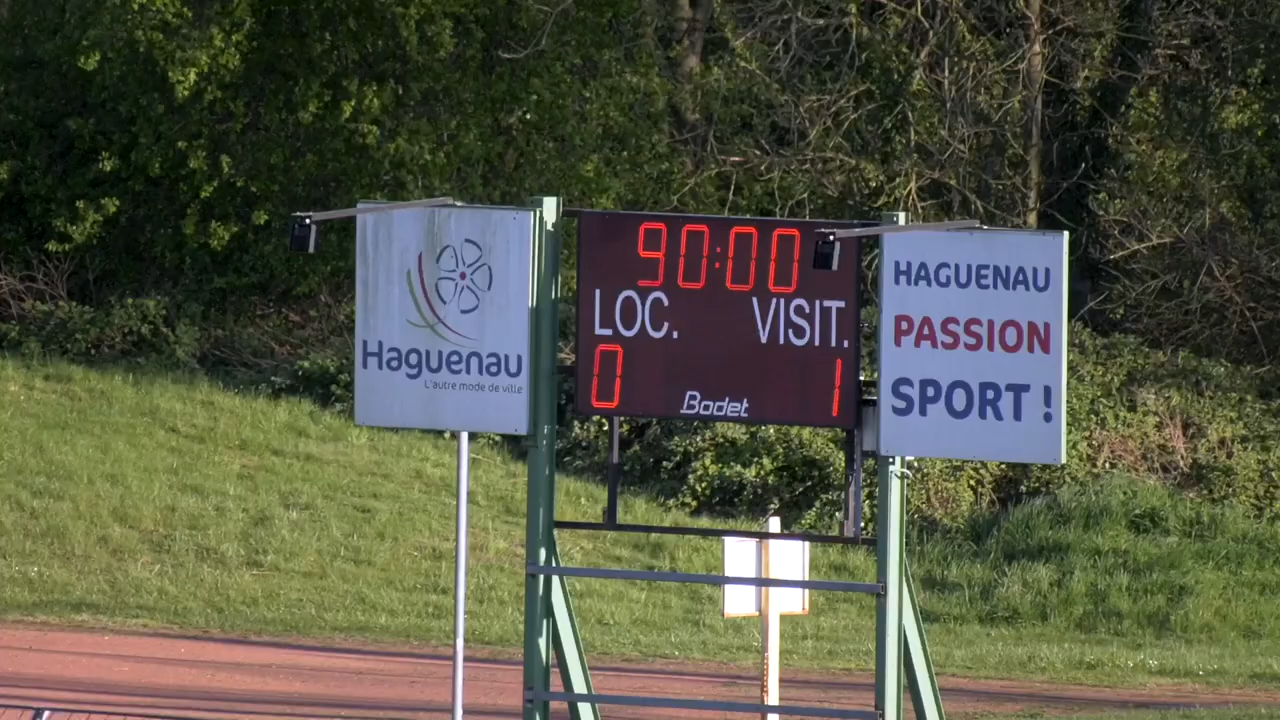 Haguenau
L'autre mode de ville
90:00
LOC. VISIT.
0 1
Bodet
HAGUENAU
PASSION
SPORT !